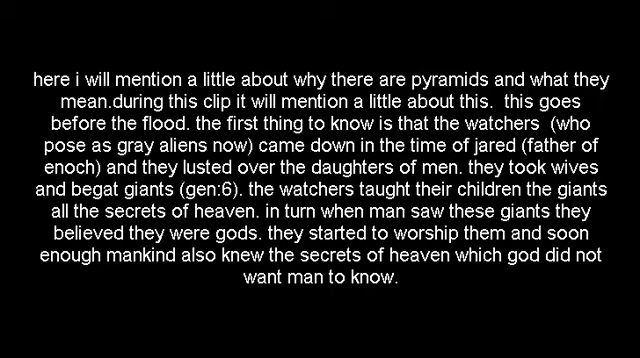 here i will mention a little about why there are pyramids and what they
mean.during this clip it will mention a little about this.  this goes
before the flood. the first thing to know is that the watchers  (who
pose as gray aliens now) came down in the time of jared (father of
enoch) and they lusted over the daughters of men. they took wives
and begat giants (gen:6). the watchers taught their children the giants
all the secrets of heaven. in turn when man saw these giants they
believed they were gods. they started to worship them and soon
enough mankind also knew the secrets of heaven which god did not
want man to know.